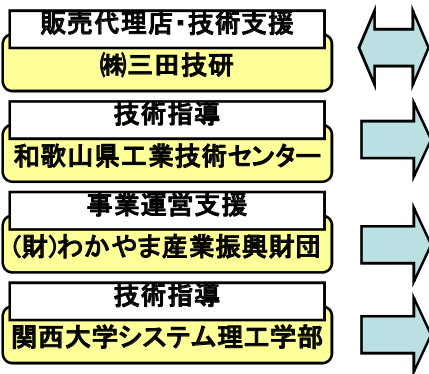 販売代理店・技術支援
㈱三田技研
技術指導
和歌山県工業技術センター
事業運営支援
(財)わかやま産業振興財団
技術指導
関西大学システム理工学部